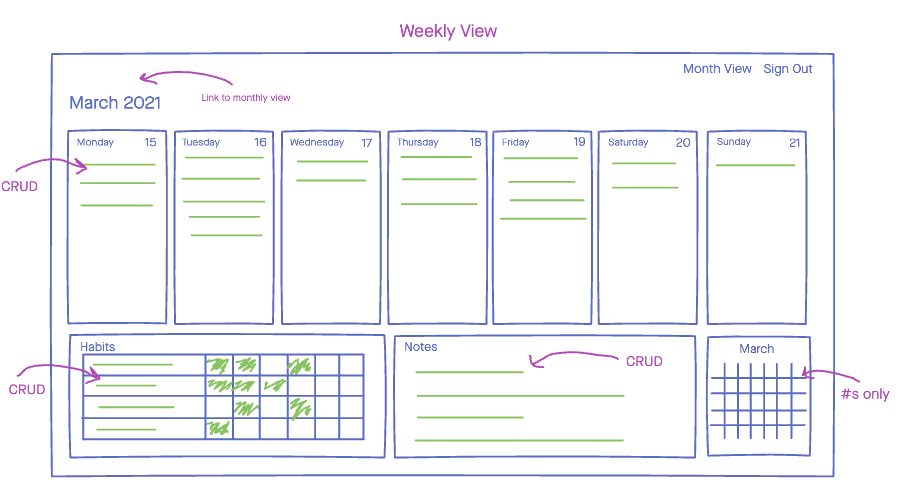 Weekly View
Month View Sign Out
Link to monthly view
March 2021
Monday 15
Tuesday 16
Wednesday 17
Thursday 18
Friday 19
Saturday 20
Sunday 21
CRUD
Habits
CRUD
Notes
CRUD
March
#s only